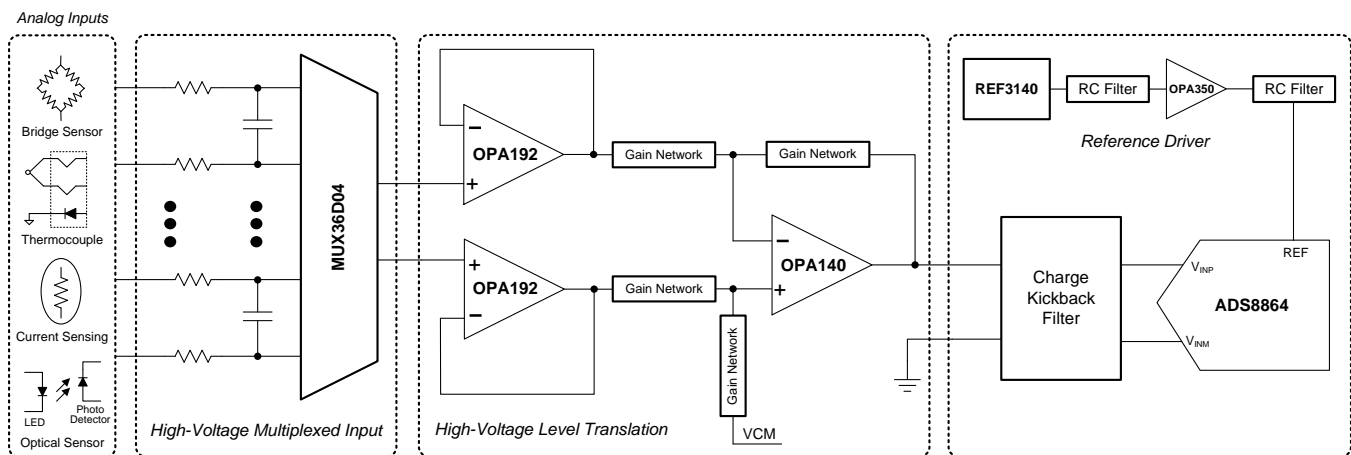 Analog Inputs
Bridge Sensor
Thermocouple
Current Sensing
LED
Photo
Detector
Optical Sensor
MUX36D04
High-Voltage Multiplexed Input
OPA192
+
Gain Network
Gain Network
OPA140
+
OPA192
+
Gain Network
Gain Network
VCM
High-Voltage Level Translation
REF3140
RC Filter
OPA350
RC Filter
Reference Driver
Charge
Kickback
Filter
VINP
REF
ADS8864
VINM